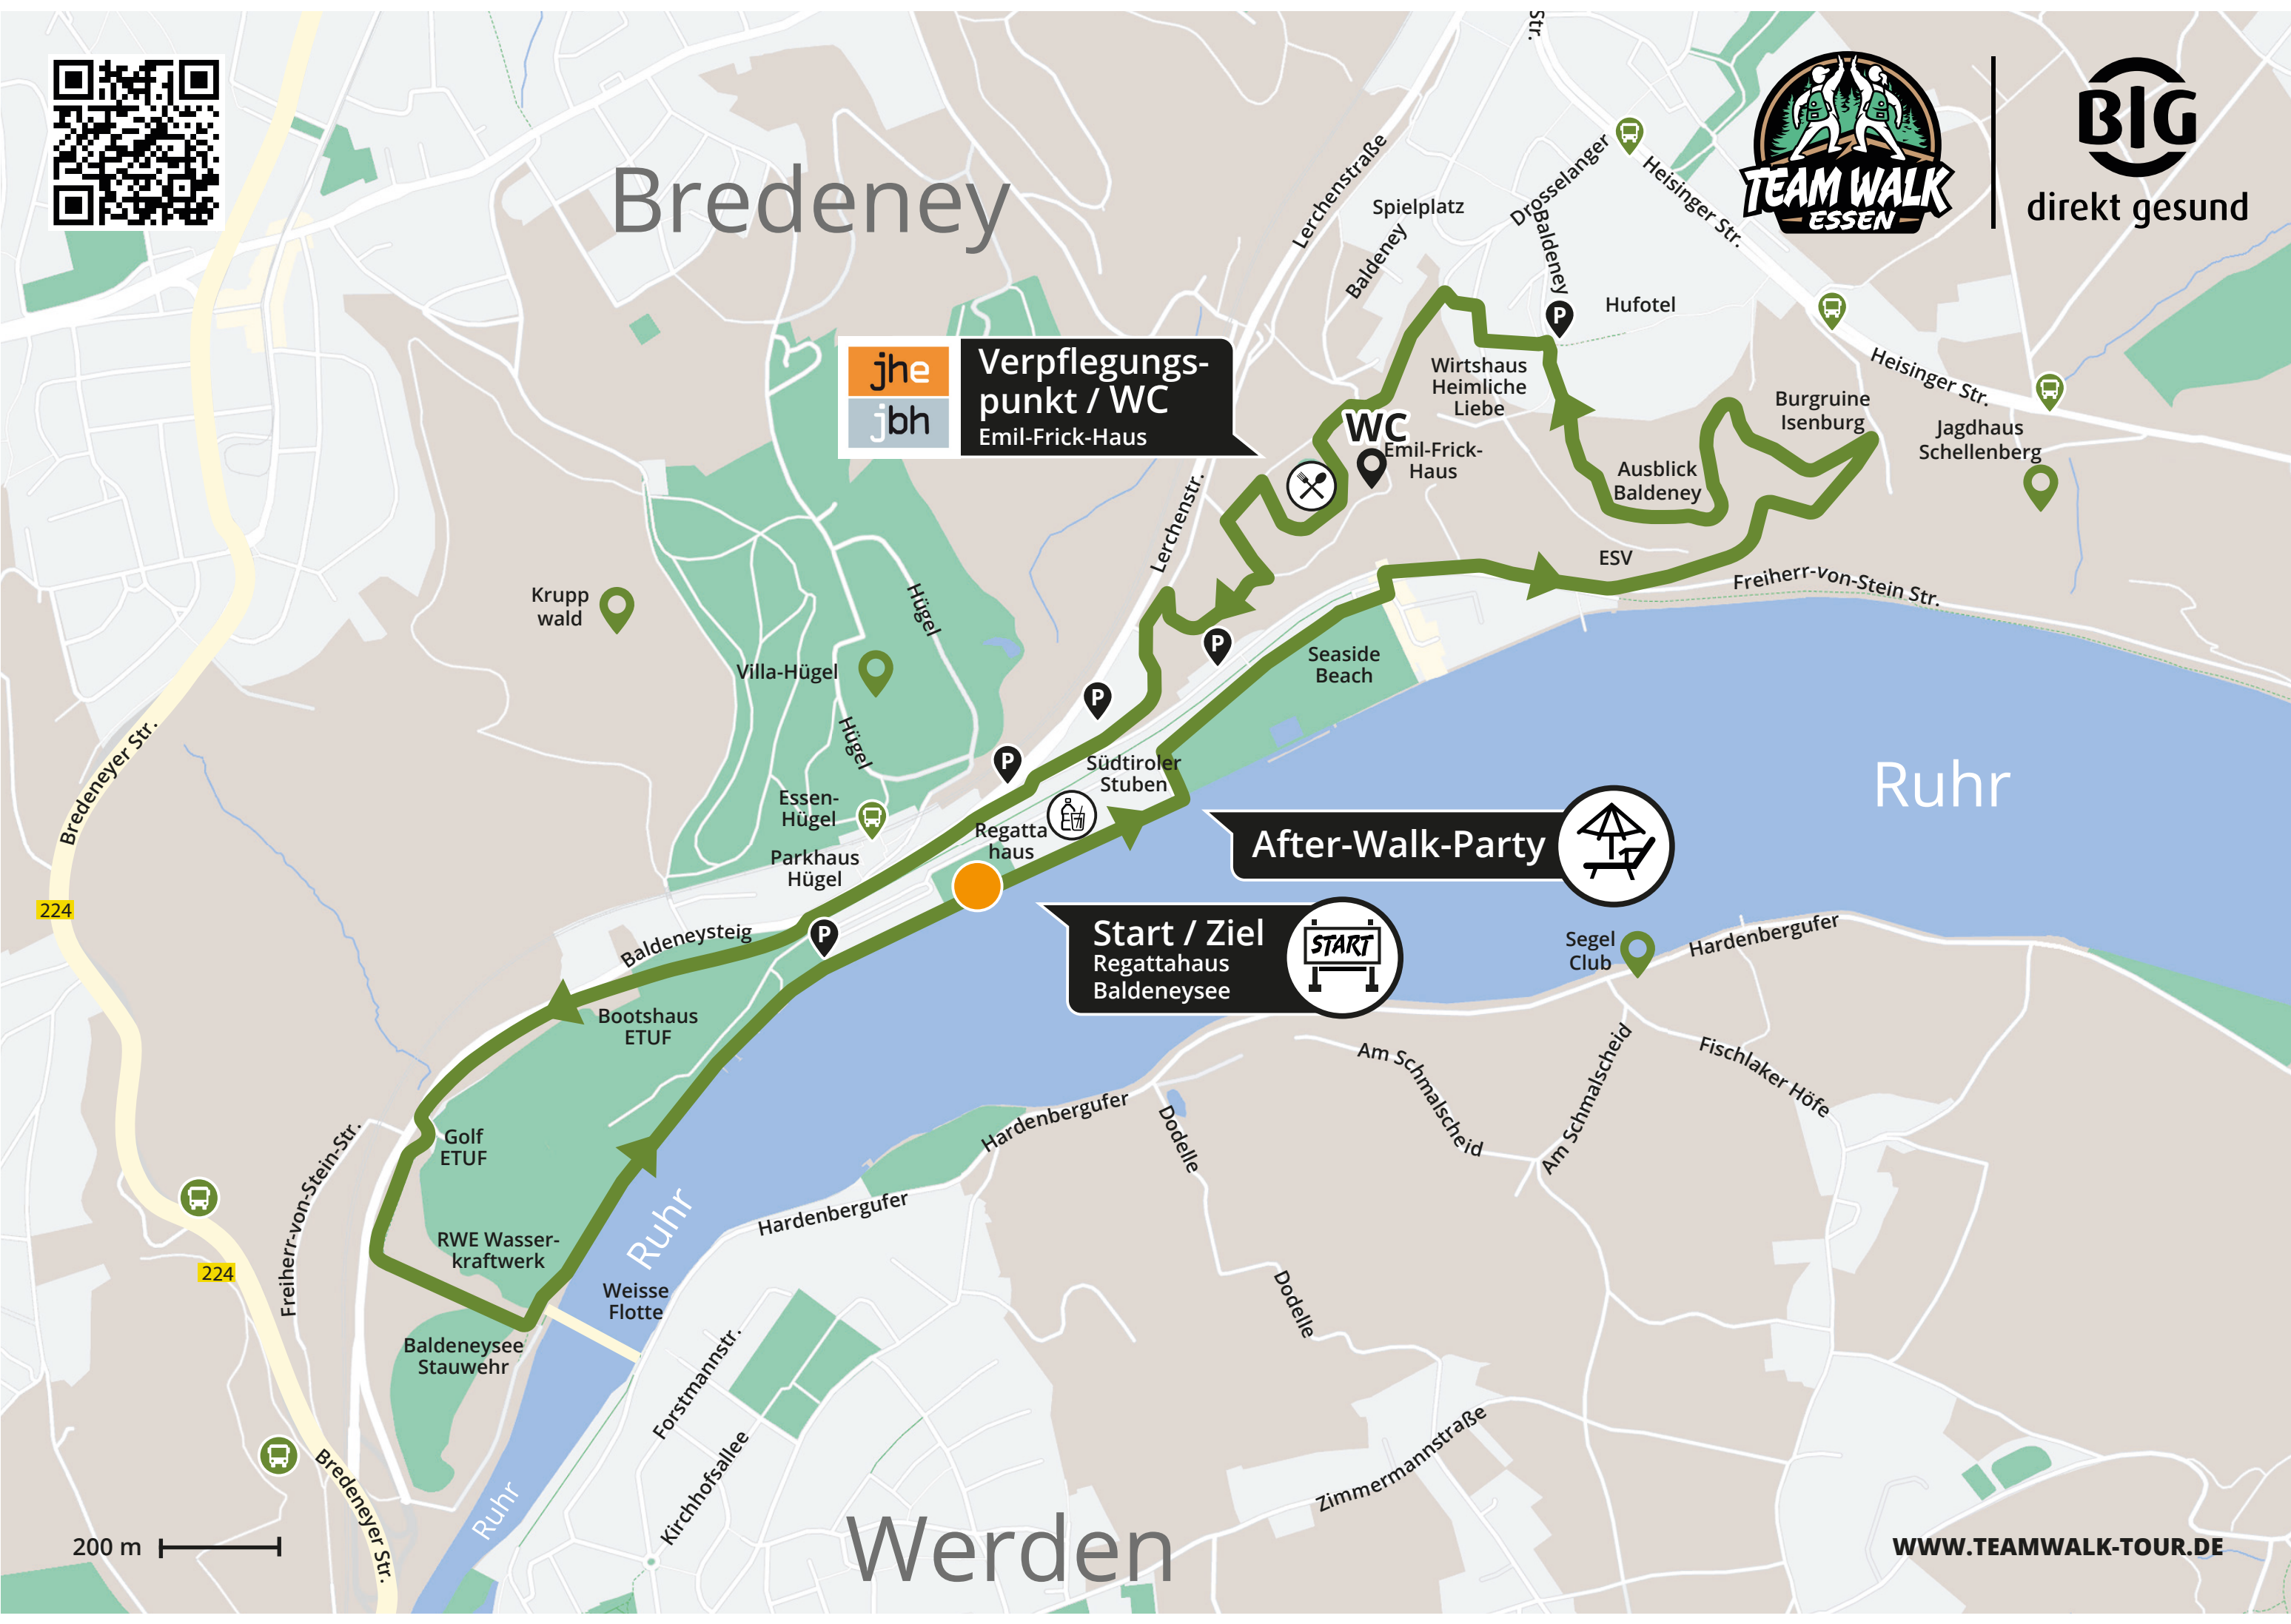 Str.
TEAM WALK
ESSEN
BIG
direkt gesund
Bredeney
Lerchenstraße
Spielplatz
Drosselanger
Heisinger Str.
Baldeney
Baldeney
P
Hufotel
jhe
jbh
Verpflegungs-
punkt / WC
Emil-Frick-Haus
Wirtshaus
Heimliche
Liebe
Heisinger Str.
Burgruine
Isenburg
Jagdhaus
Schellenberg
WC
Emil-Frick-
Haus
Ausblick
Baldeney
Lerchenstr.
ESV
Freiherr-von-Stein Str.
Krupp
wald
Hügel
Villa-Hügel
P
Seaside
Beach
P
Hügel
P
Südtiroler
Stuben
Bredeneyer Str.
Essen-
Hügel
Regatta
haus
Parkhaus
Hügel
Ruhr
After-Walk-Party
224
P
Baldeneysteig
Start / Ziel
Regattahaus
Baldeneysee
START
Segel
Club
Hardenbergufer
Bootshaus
ETUF
Am Schmalscheid
Am Schmalscheid
Fischlaker Höfe
Hardenbergufer
Dodelle
Golf
ETUF
Freiherr-von-Stein-Str.
Hardenbergufer
Ruhr
RWE Wasser-
kraftwerk
224
Weisse
Flotte
Dodelle
Baldeneysee
Stauwehr
Forstmannstr.
Kirchhofsallee
Zimmermannstraße
Bredeneyer Str.
Ruhr
200 m
Werden
WWW.TEAMWALK-TOUR.DE